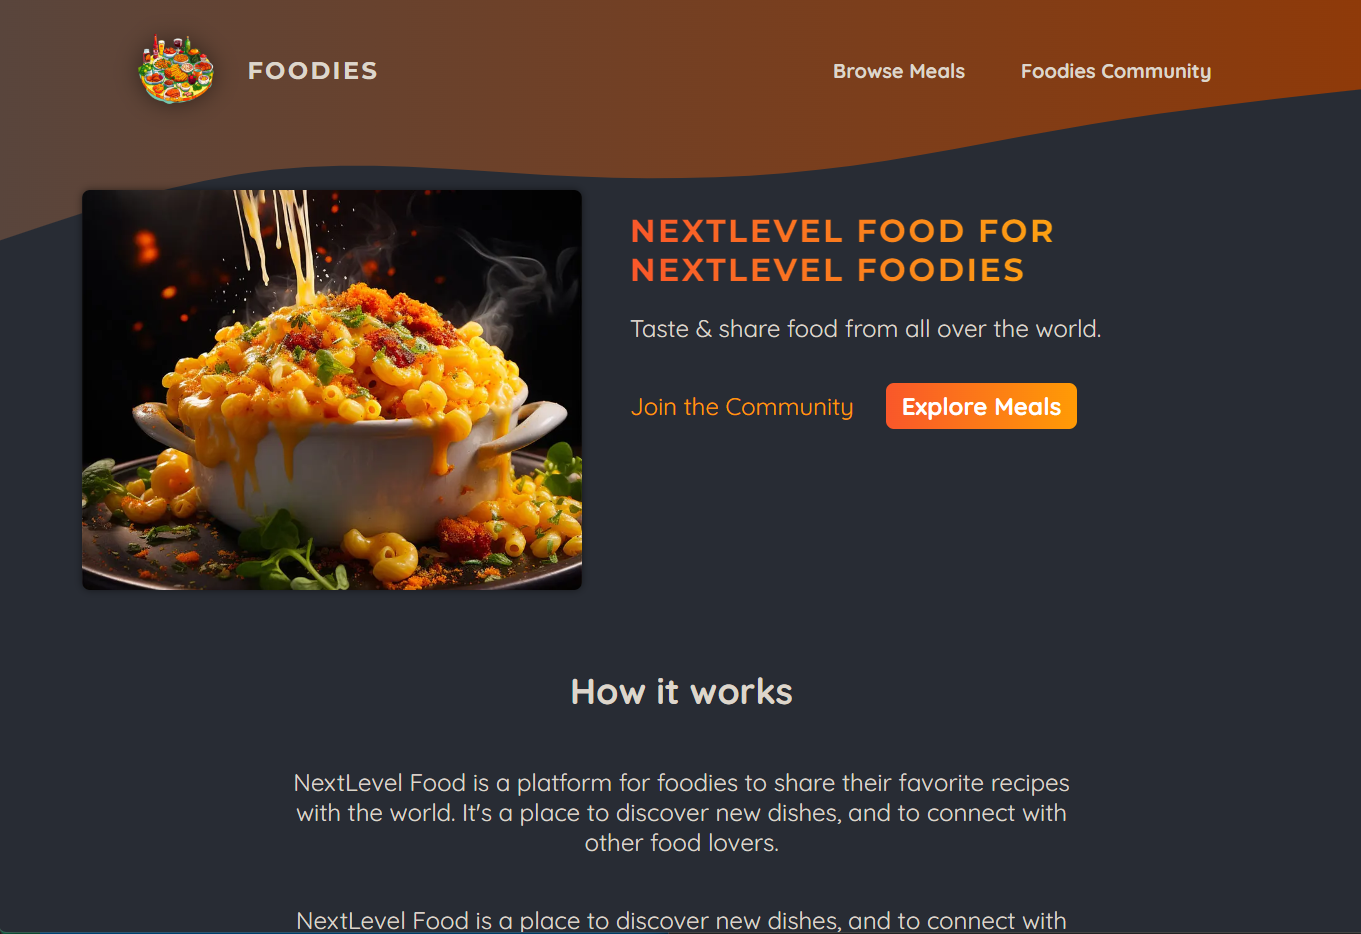 FOODIES
Browse Meals
Foodies Community
NEXTLEVEL FOOD FOR
NEXTLEVEL FOODIES
Taste & share food from all over the world.
Join the Community
Explore Meals
How it works
NextLevel Food is a platform for foodies to share their favorite recipes
with the world. It's a place to discover new dishes, and to connect with
other food lovers.
NextLevel Food is a place to discover new dishes, and to connect with